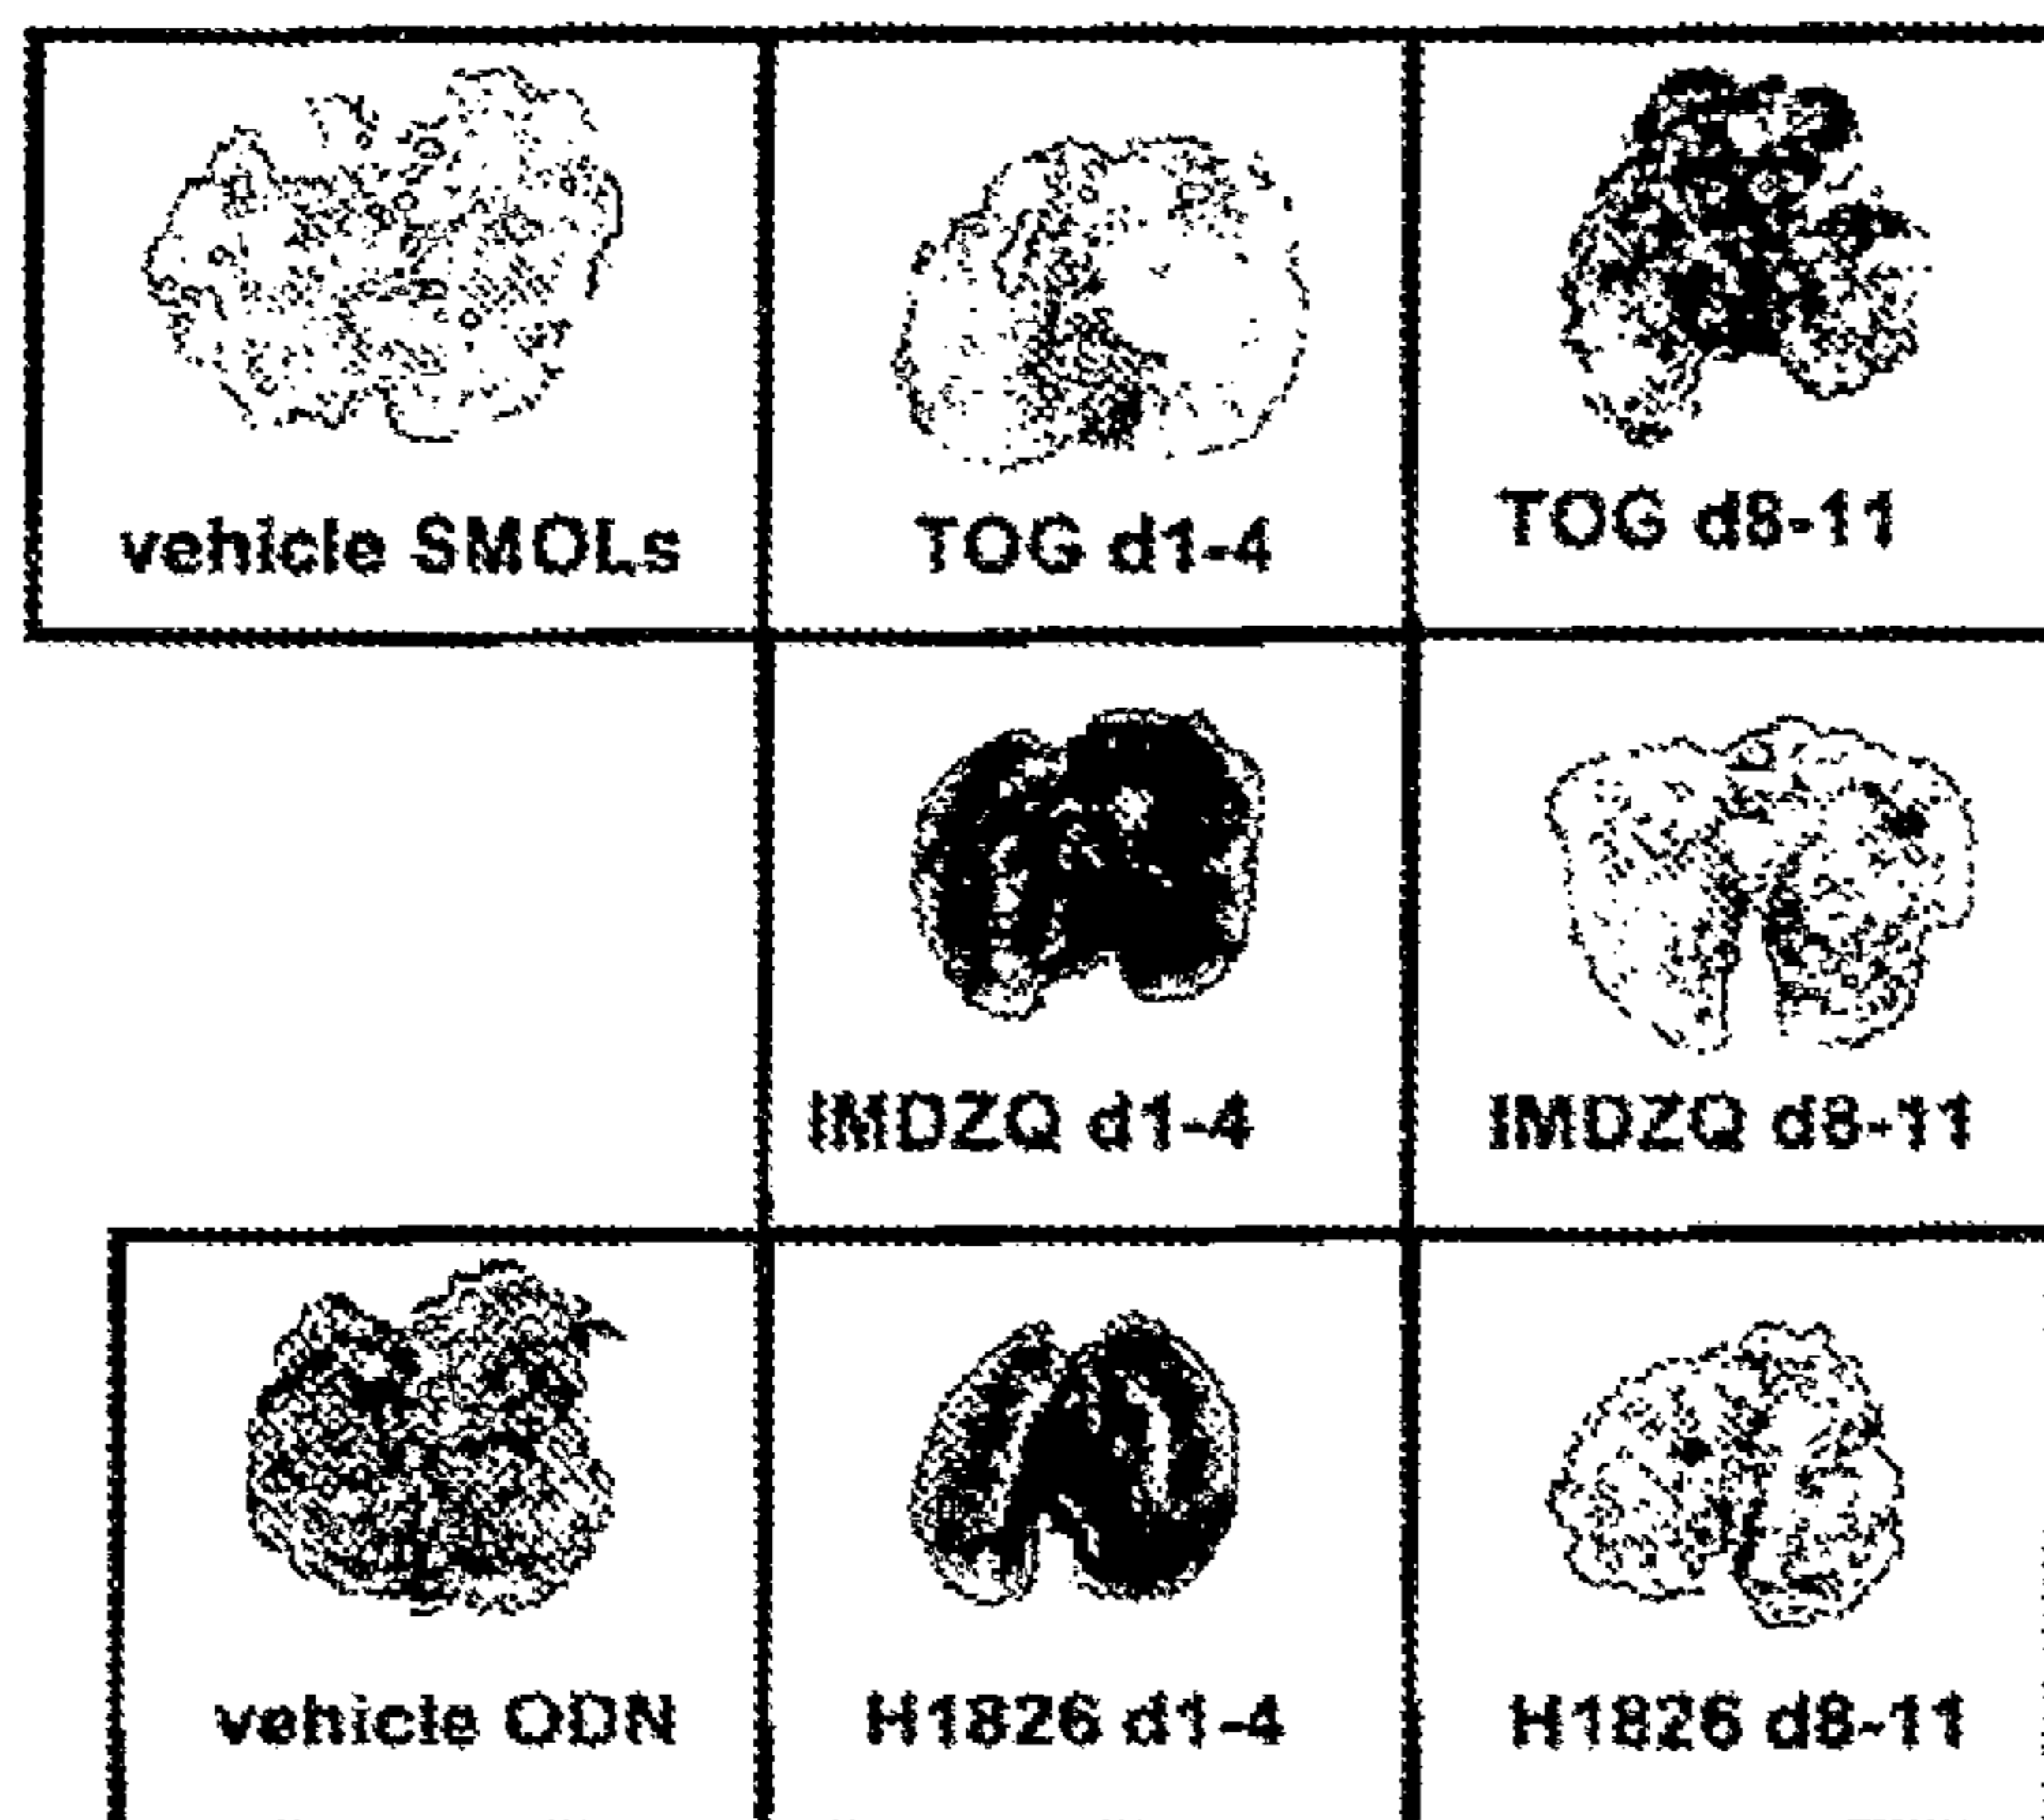 vehicle SMOLs
TOG d1-4
TOG d8-11
IMDZQ d1-4
IMDZQ d8-11
vehicle ODN
H1826 d1-4
H1826 d8-11